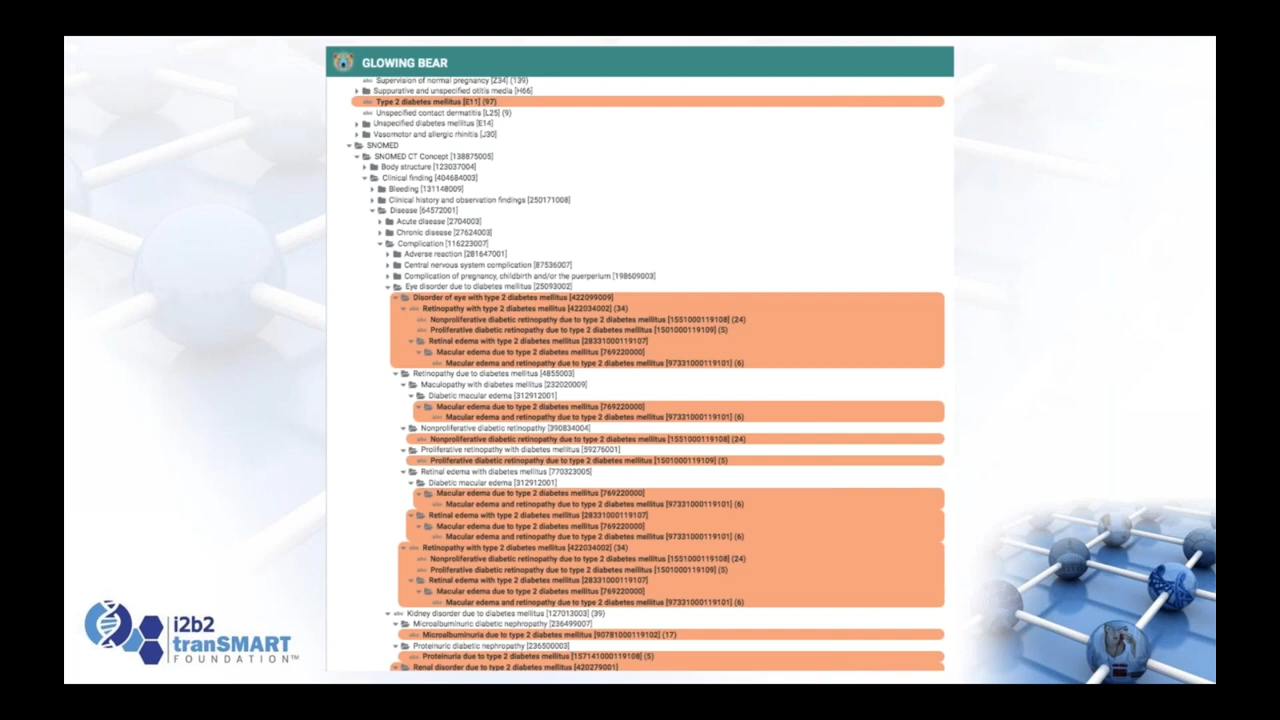 GLOWING BEAR
abc Supervision of normal pregnancy [Z34] (139)
Suppurative and unspecified otitis media [H66]
abc Type 2 diabetes mellitus [E11] (97)
abc Unspecified contact dermatitis [L25] (9)
Unspecified diabetes mellitus [E14]
Vasomotor and allergic rhinitis [J30]
SNOMED
SNOMED CT Concept [138875005]
Body structure [123037004]
Clinical finding [404684003]
Bleeding [131148009]
Clinical history and observation findings [250171008]
Disease [64572001]
Acute disease [2704003]
Chronic disease [27624003]
Complication [116223007]
Adverse reaction [281647001]
Central nervous system complication [87536007]
Complication of pregnancy, childbirth and/or the puerperium [198609003]
Eye disorder due to diabetes mellitus [25093002]
Disorder of eye with type 2 diabetes mellitus [422099009]
abc Retinopathy with type 2 diabetes mellitus [422034002] (34)
abc Nonproliferative diabetic retinopathy due to type 2 diabetes mellitus [1551000119108] (24)
abc Proliferative diabetic retinopathy due to type 2 diabetes mellitus [1501000119109] (5)
Retinal edema with type 2 diabetes mellitus [28331000119107]
Macular edema due to type 2 diabetes mellitus [769220000]
abc Macular edema and retinopathy due to type 2 diabetes mellitus [97331000119101] (6)
Retinopathy due to diabetes mellitus [4855003]
Maculopathy with diabetes mellitus [232020009]
Diabetic macular edema [312912001]
Macular edema due to type 2 diabetes mellitus [769220000]
abc Macular edema and retinopathy due to type 2 diabetes mellitus [97331000119101] (6)
Nonproliferative diabetic retinopathy [390834004]
abc Nonproliferative diabetic retinopathy due to type 2 diabetes mellitus [1551000119108] (24)
Proliferative retinopathy with diabetes mellitus [59276001]
abc Proliferative diabetic retinopathy due to type 2 diabetes mellitus [1501000119109] (5)
Retinal edema with diabetes mellitus [770323005]
Diabetic macular edema [312912001]
Macular edema due to type 2 diabetes mellitus [769220000]
abc Macular edema and retinopathy due to type 2 diabetes mellitus [97331000119101] (6)
Retinal edema with type 2 diabetes mellitus [28331000119107]
Macular edema due to type 2 diabetes mellitus [769220000]
abc Macular edema and retinopathy due to type 2 diabetes mellitus [97331000119101] (6)
abc Retinopathy with type 2 diabetes mellitus [422034002] (34)
abc Nonproliferative diabetic retinopathy due to type 2 diabetes mellitus [1551000119108] (24)
abc Proliferative diabetic retinopathy due to type 2 diabetes mellitus [1501000119109] (5)
Retinal edema with type 2 diabetes mellitus [28331000119107]
Macular edema due to type 2 diabetes mellitus [769220000]
abc Macular edema and retinopathy due to type 2 diabetes mellitus [97331000119101] (6)
abc Kidney disorder due to diabetes mellitus [127013003] (39)
Microalbuminuric diabetic nephropathy [236499007]
abc Microalbuminuria due to type 2 diabetes mellitus [90781000119102] (17)
Proteinuric diabetic nephropathy [236500003]
abc Proteinuria due to type 2 diabetes mellitus [157141000119108] (5)
Renal disorder due to type 2 diabetes mellitus [420279001]
i2b2
tranSMART
FOUNDATION™